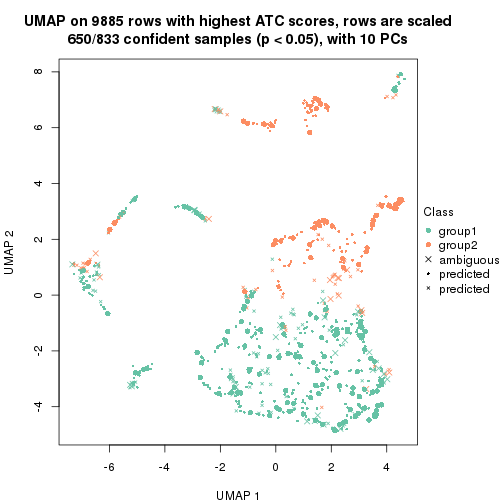 UMAP on 9885 rows with highest ATC scores, rows are scaled
650/833 confident samples (p < 0.05), with 10 PCs
8
6
4
2
0
-2
-4
UMAP 2
-6
-4
-2
0
2
4
UMAP 1
Class
group1
group2
ambiguous
predicted
predicted